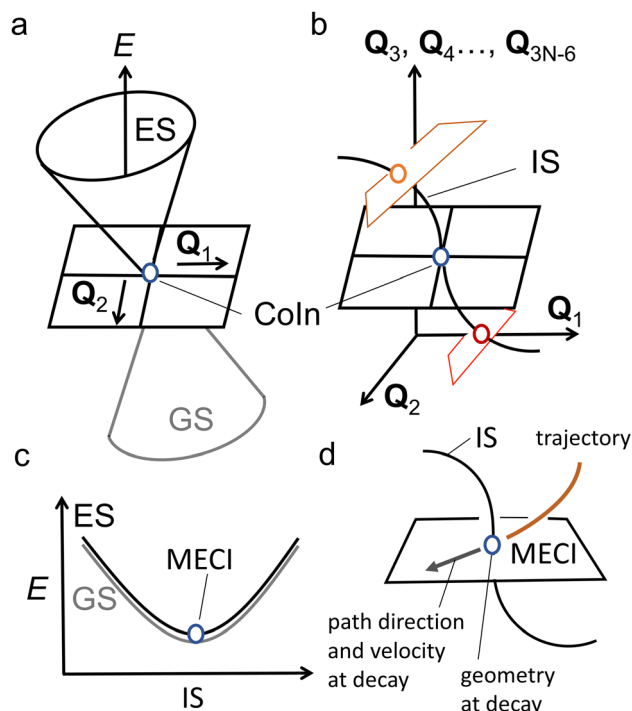 a
E
ES
Q1
Q2
CoIn
GS
b
Q3, Q4…, Q3N-6
IS
Q1
Q2
c
ES
MECI
E
GS
IS
d
IS
trajectory
MECI
path direction
and velocity
at decay
geometry
at decay